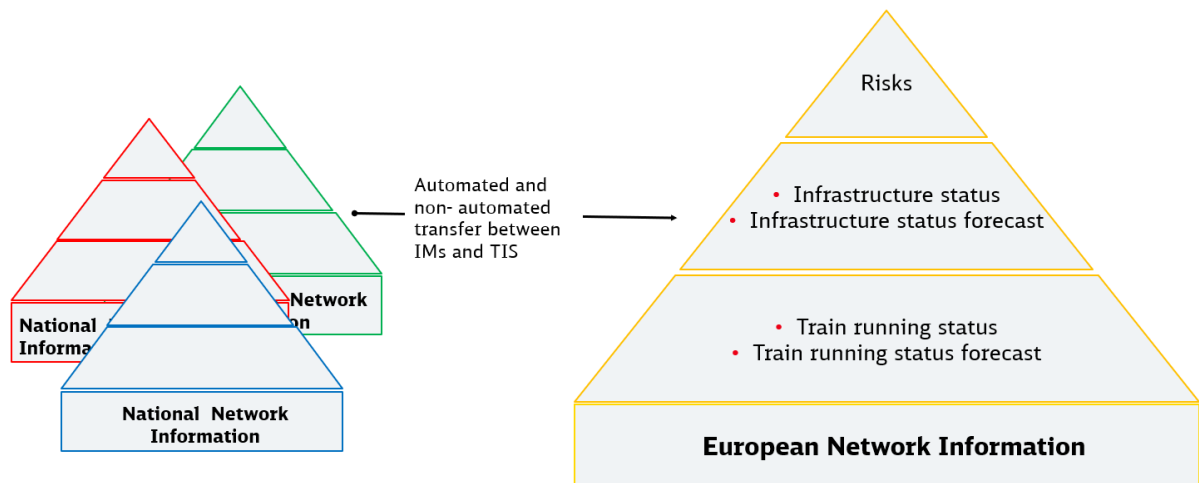 Risks
• Infrastructure status
• Infrastructure status forecast
Automated and
non- automated
transfer between
IMs and TIS
• Train running status
• Train running status forecast
Network
on
National
Informa
National Network
Information
European Network Information